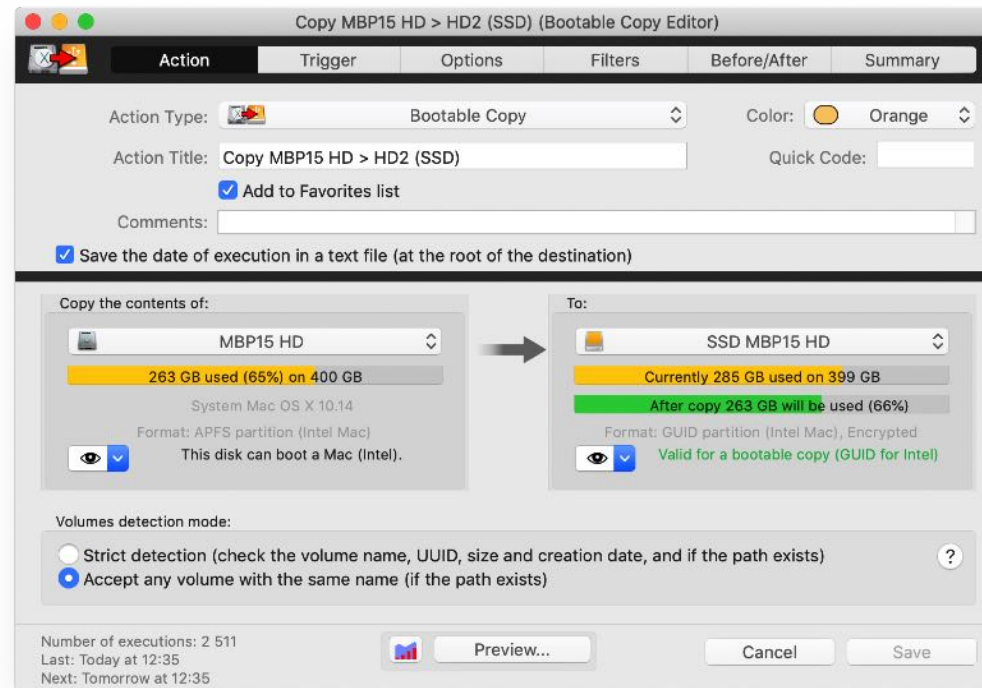 Copy MBP15 HD > HD2 (SSD) (Bootable Copy Editor)
Action Trigger Options Filters Before/After Summary
Action Type: Bootable Copy Color: Orange
Action Title: Copy MBP15 HD > HD2 (SSD) Quick Code:
Add to Favorites list
Comments:
Save the date of execution in a text file (at the root of the destination)
Copy the contents of:
MBP15 HD
263 GB used (65%) on 400 GB
System Mac OS X 10.14
Format: APFS partition (Intel Mac)
This disk can boot a Mac (Intel).
To:
SSD MBP15 HD
Currently 285 GB used on 399 GB
After copy 263 GB will be used (66%)
Format: GUID partition (Intel Mac), Encrypted
Valid for a bootable copy (GUID for Intel)
Volumes detection mode:
Strict detection (check the volume name, UUID, size and creation date, and if the path exists)
?
Accept any volume with the same name (if the path exists)
Number of executions: 2 511
Last: Today at 12:35
Next: Tomorrow at 12:35
Preview... Cancel Save